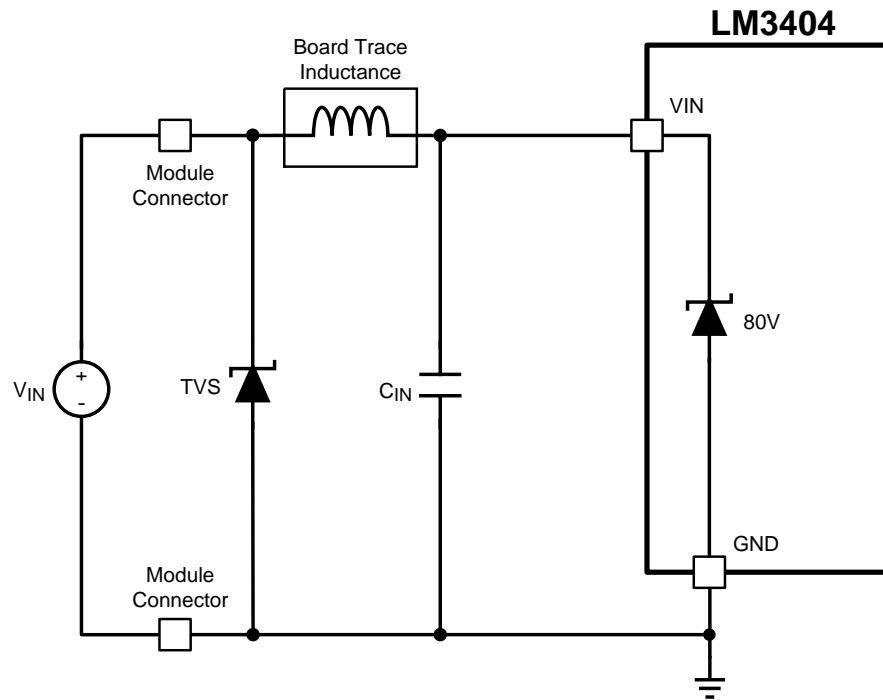 LM3404
Board Trace
Inductance
VIN
Module
Connector
80V
TVS
CIN
VIN
+
-
GND
Module
Connector